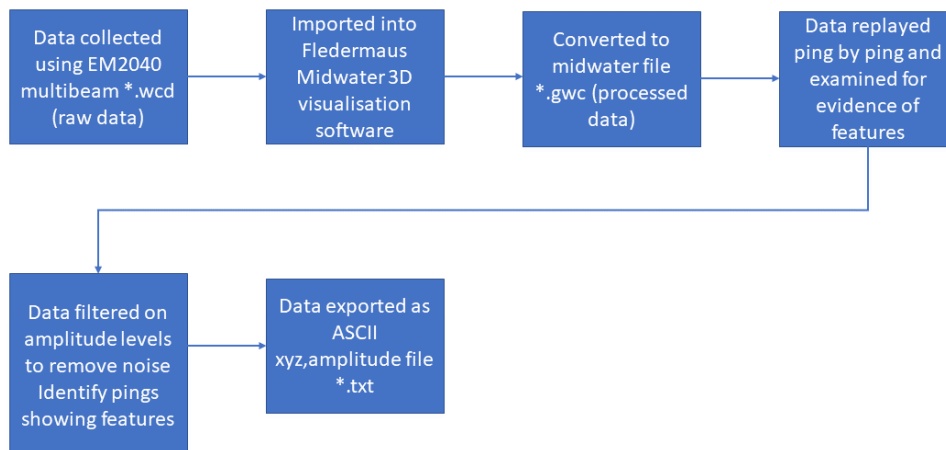 Data collected
using EM2040
multibeam *.wcd
(raw data)
Imported into
Fledermaus
Midwater 3D
visualisation
software
Converted to
midwater file
*.gwc (processed
data)
Data replayed
ping by ping and
examined for
evidence of
features
Data filtered on
amplitude levels
to remove noise
Identify pings
showing features
Data exported as
ASCII
xyz,amplitude file
*.txt